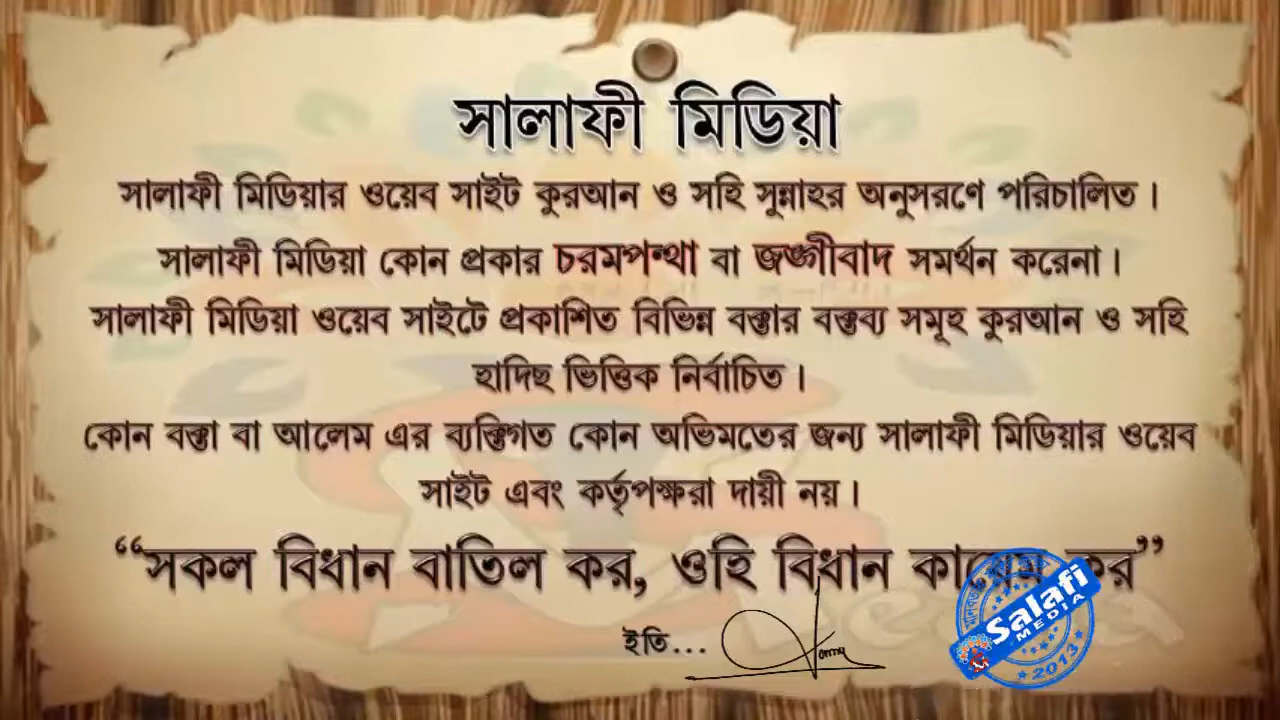 সালাফী মিডিয়া
সালাফী মিডিয়ার ওয়েব সাইট কুরআন ও সহি সুন্নাহর অনুসরণে পরিচালিত।
সালাফী মিডিয়া কোন প্রকার চরমপন্থা বা জঙ্গীবাদ সমর্থন করেনা।
সালাফী মিডিয়া ওয়েব সাইটে প্রকাশিত বিভিন্ন বক্তার বক্তব্য সমূহ কুরআন ও সহি
হাদিছ ভিত্তিক নির্বাচিত।
কোন বক্তা বা আলেম এর ব্যক্তিগত কোন অভিমতের জন্য সালাফী মিডিয়ার ওয়েব
সাইট এবং কর্তৃপক্ষরা দায়ী নয়।
“সকল বিধান বাতিল কর, ওহি বিধান কায়েম কর”
ইতি...
Salafi
MEDIA
2013